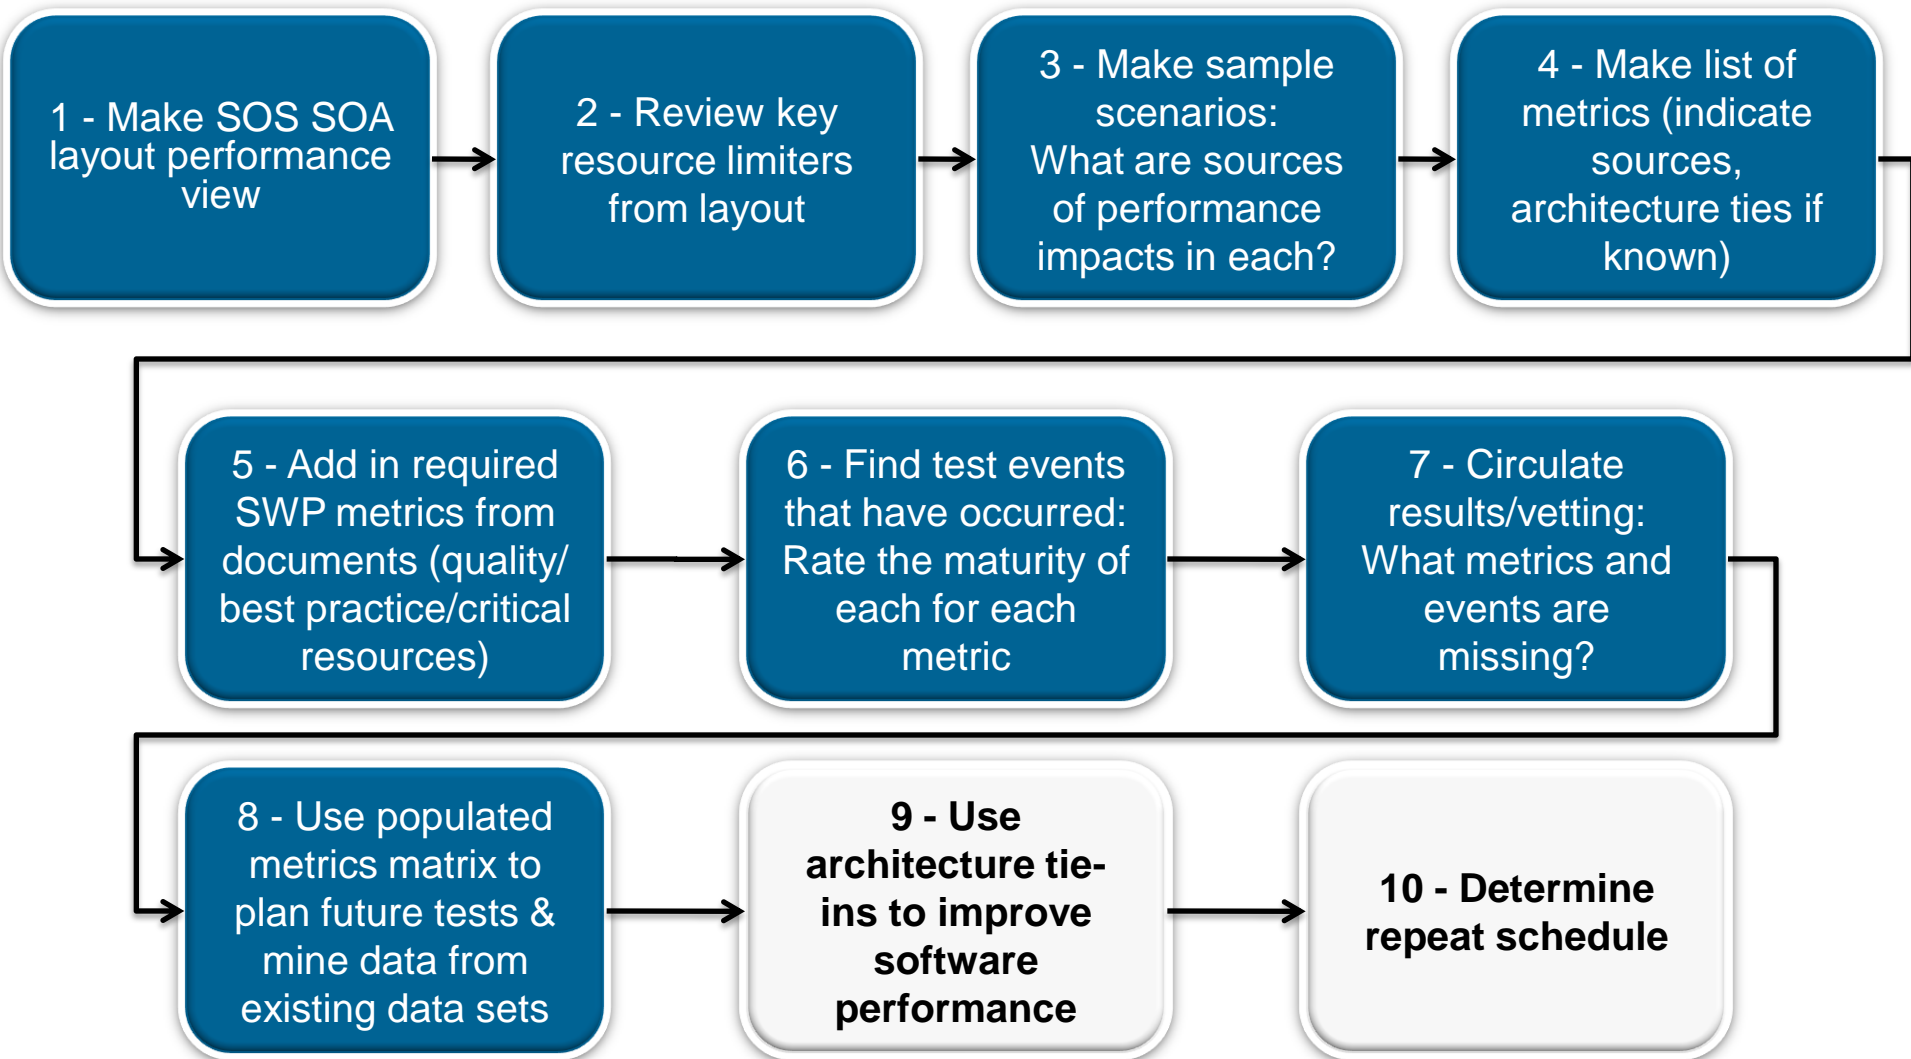 1 - Make SOS SOA
layout performance
view
2 - Review key
resource limiters
from layout
3 - Make sample
scenarios:
What are sources
of performance
impacts in each?
4 - Make list of
metrics (indicate
sources,
architecture ties if
known)
5 - Add in required
SWP metrics from
documents (quality/
best practice/critical
resources)
6 - Find test events
that have occurred:
Rate the maturity of
each for each
metric
7 - Circulate
results/vetting:
What metrics and
events are
missing?
8 - Use populated
metrics matrix to
plan future tests &
mine data from
existing data sets
9 - Use
architecture tie-
ins to improve
software
performance
10 - Determine
repeat schedule